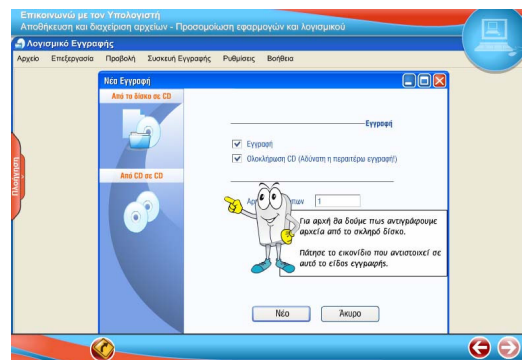 Επικοινωνώ με τον Υπολογιστή
Αποθήκευση και διαχείριση αρχείων - Προσομοίωση εφαρμογών και λογισμικού
Λογισμικό Εγγραφής
Αρχείο Επεξεργασία Προβολή Συσκευή Εγγραφής Ρυθμίσεις Βοήθεια
Νέα Εγγραφή
Από το δίσκο σε CD
Εγγραφή
Εγγραφή
Ολοκλήρωση CD (Αδύνατη η περαιτέρω εγγραφή!)
Από CD σε CD
Πλοήγηση
1
Για αρχή θα δούμε πως αντιγράφουμε
αρχεία από το σκληρό δίσκο.
Πάτησε το εικονίδιο που αντιστοιχεί σε
αυτό το είδος εγγραφής.
Νέο Άκυρο